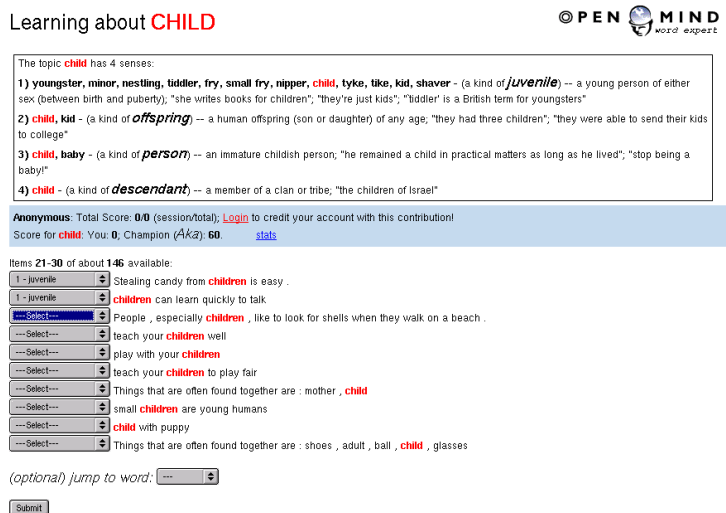 Learning about CHILD
OPEN MIND
word expert
The topic child has 4 senses:
1) youngster, minor, nestling, tiddler, fry, small fry, nipper, child, tyke, tike, kid, shaver - (a kind of juvenile) -- a young person of either
sex (between birth and puberty); "she writes books for children"; "they're just kids"; "`tiddler' is a British term for youngsters"
2) child, kid - (a kind of offspring) -- a human offspring (son or daughter) of any age; "they had three children"; "they were able to send their kids
to college"
3) child, baby - (a kind of person) -- an immature childish person; "he remained a child in practical matters as long as he lived"; "stop being a
baby!"
4) child - (a kind of descendant) -- a member of a clan or tribe; "the children of Israel"
Anonymous: Total Score: 0/0 (session/total); Login to credit your account with this contribution!
Score for child: You: 0; Champion (Aka): 60. stats
Items 21-30 of about 146 available:
1 - juvenile Stealing candy from children is easy .
1 - juvenile children can learn quickly to talk
---Select--- People , especially children , like to look for shells when they walk on a beach .
---Select--- teach your children well
---Select--- play with your children
---Select--- teach your children to play fair
---Select--- Things that are often found together are : mother , child
---Select--- small children are young humans
---Select--- child with puppy
---Select--- Things that are often found together are : shoes , adult , ball , child , glasses
(optional) jump to word: ---
Submit